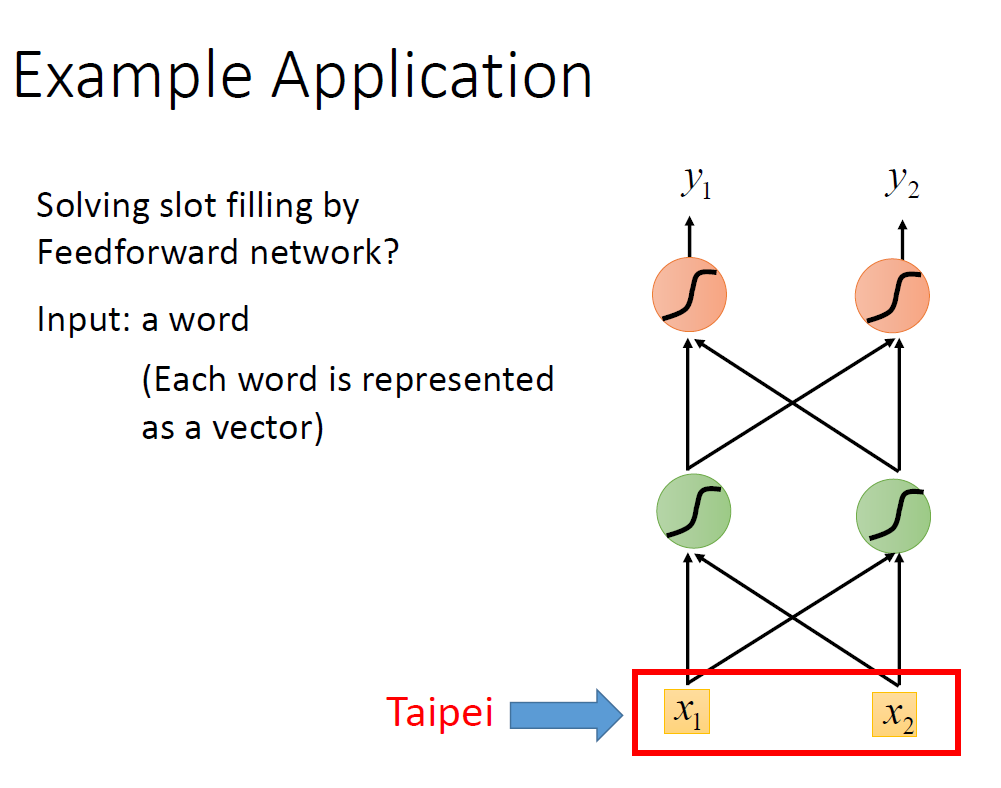 Example Application
Solving slot filling by
Feedforward network?
Input: a word
(Each word is represented
as a vector)
y₁
y₂
Taipei
x₁
x₂